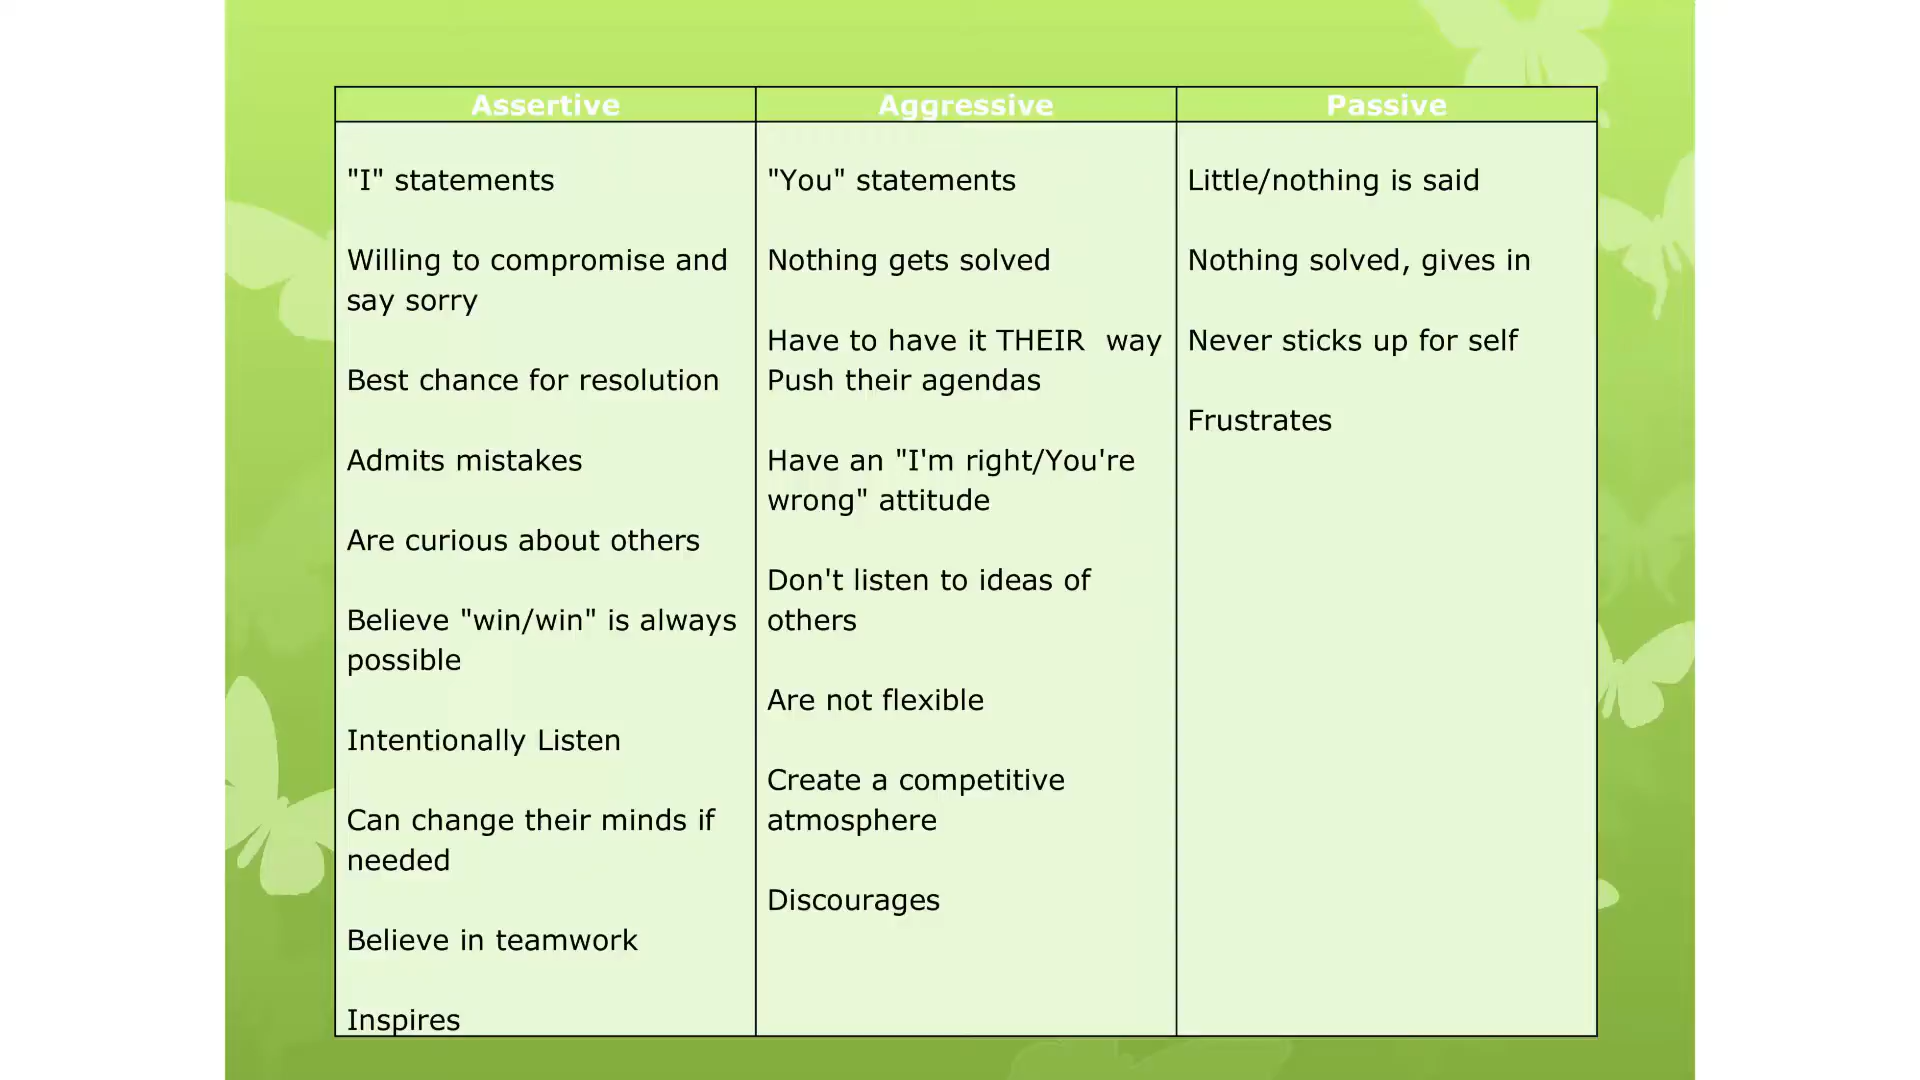 Assertive
"I" statements
Willing to compromise and
say sorry
Best chance for resolution
Admits mistakes
Are curious about others
Believe "win/win" is always
possible
Intentionally Listen
Can change their minds if
needed
Believe in teamwork
Inspires
Aggressive
"You" statements
Nothing gets solved
Have to have it THEIR  way
Push their agendas
Have an "I'm right/You're
wrong" attitude
Don't listen to ideas of
others
Are not flexible
Create a competitive
atmosphere
Discourages
Passive
Little/nothing is said
Nothing solved, gives in
Never sticks up for self
Frustrates